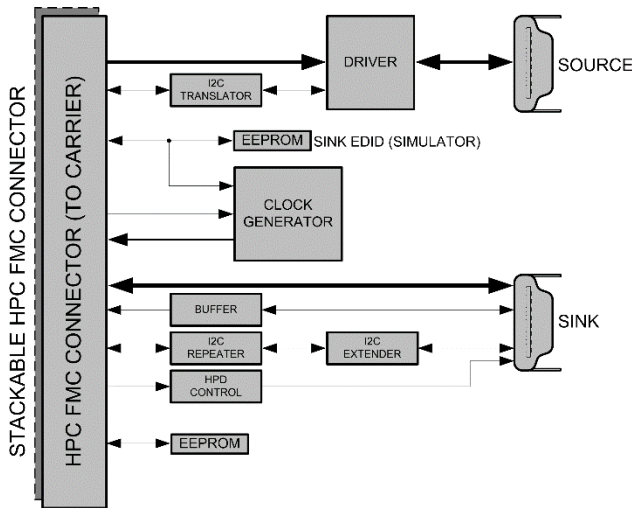 STACKABLE HPC FMC CONNECTOR
HPC FMC CONNECTOR (TO CARRIER)
DRIVER
SOURCE
I2C
TRANSLATOR
EEPROM
SINK EDID (SIMULATOR)
CLOCK
GENERATOR
BUFFER
SINK
I2C
REPEATER
I2C
EXTENDER
HPD
CONTROL
EEPROM